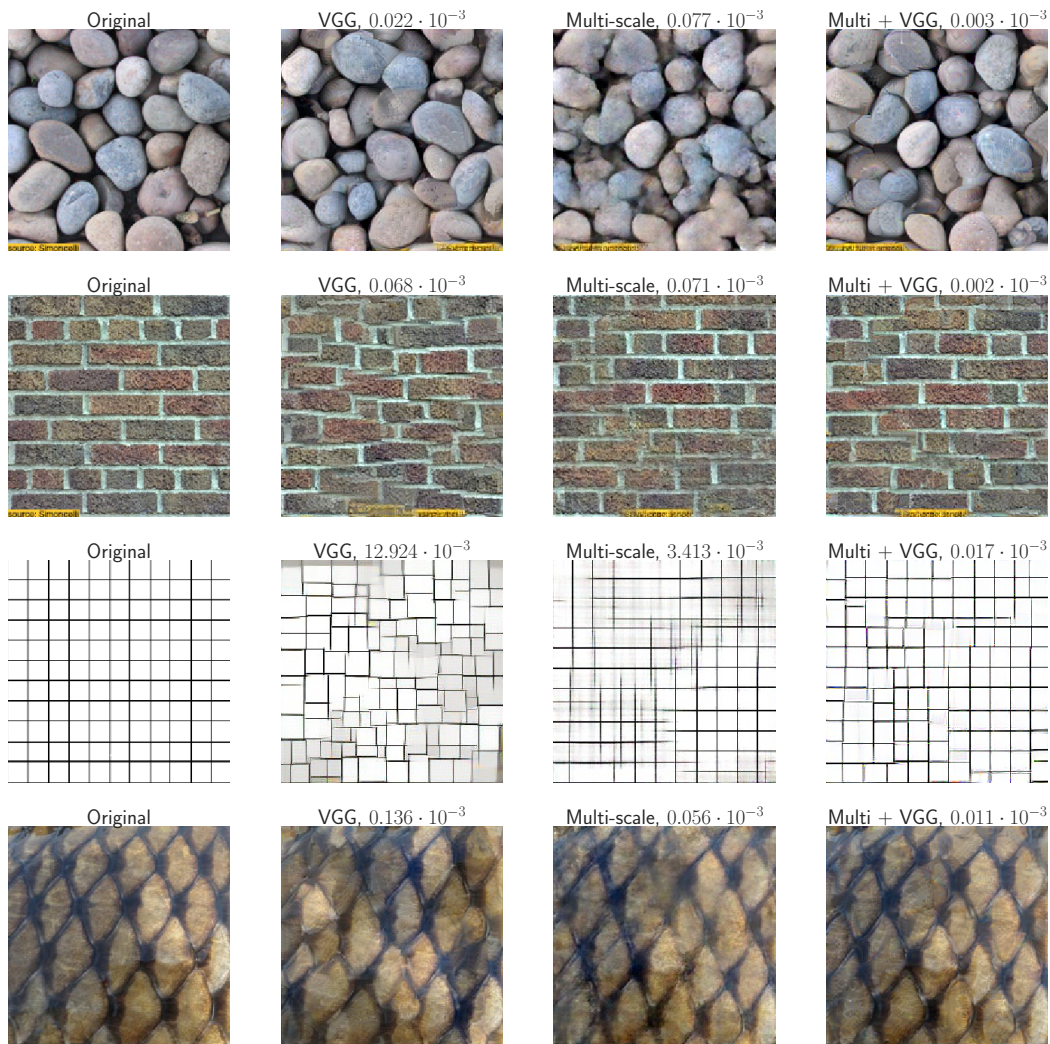 Original
VGG, 0.022 · 10⁻³
Multi-scale, 0.077 · 10⁻³
Multi + VGG, 0.003 · 10⁻³
source: Simoncelli
Original
VGG, 0.068 · 10⁻³
Multi-scale, 0.071 · 10⁻³
Multi + VGG, 0.002 · 10⁻³
source: Simoncelli
Original
VGG, 12.924 · 10⁻³
Multi-scale, 3.413 · 10⁻³
Multi + VGG, 0.017 · 10⁻³
Original
VGG, 0.136 · 10⁻³
Multi-scale, 0.056 · 10⁻³
Multi + VGG, 0.011 · 10⁻³